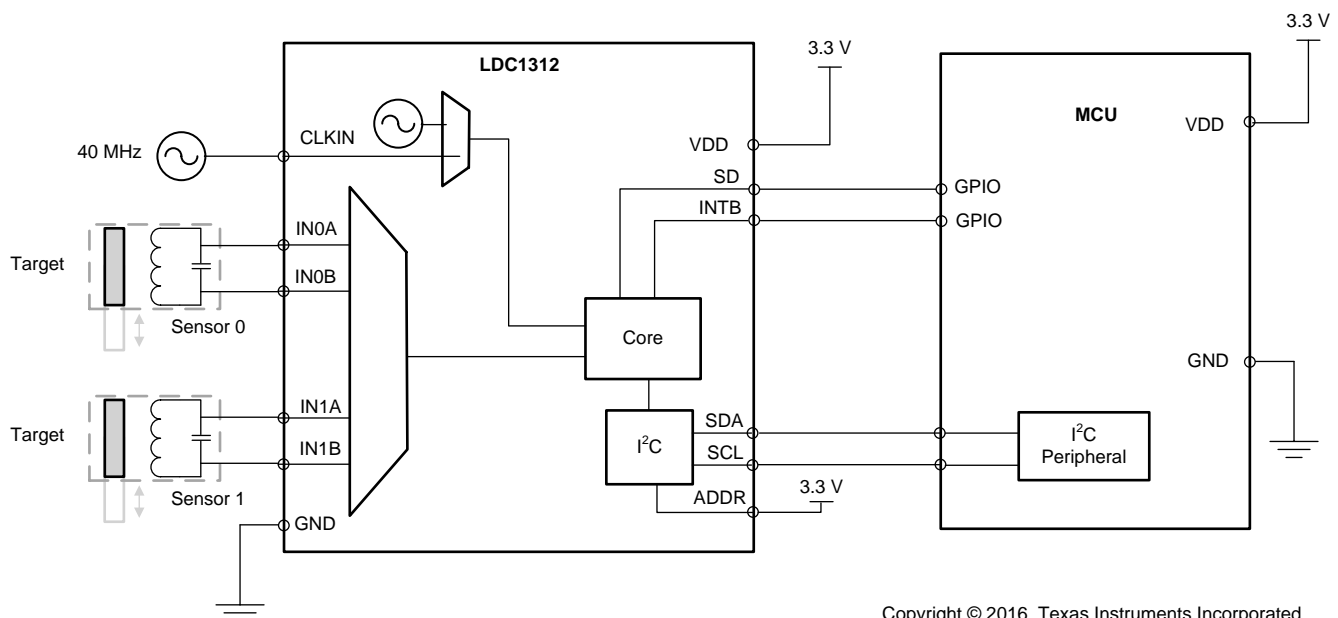 LDC1312
3.3 V
3.3 V
MCU
40 MHz
CLKIN
VDD
VDD
SD
GPIO
INTB
GPIO
IN0A
Target
IN0B
Sensor 0
Core
GND
IN1A
Target
IN1B
Sensor 1
I²C
SDA
SCL
ADDR
3.3 V
I²C
Peripheral
GND
Copyright © 2016, Texas Instruments Incorporated